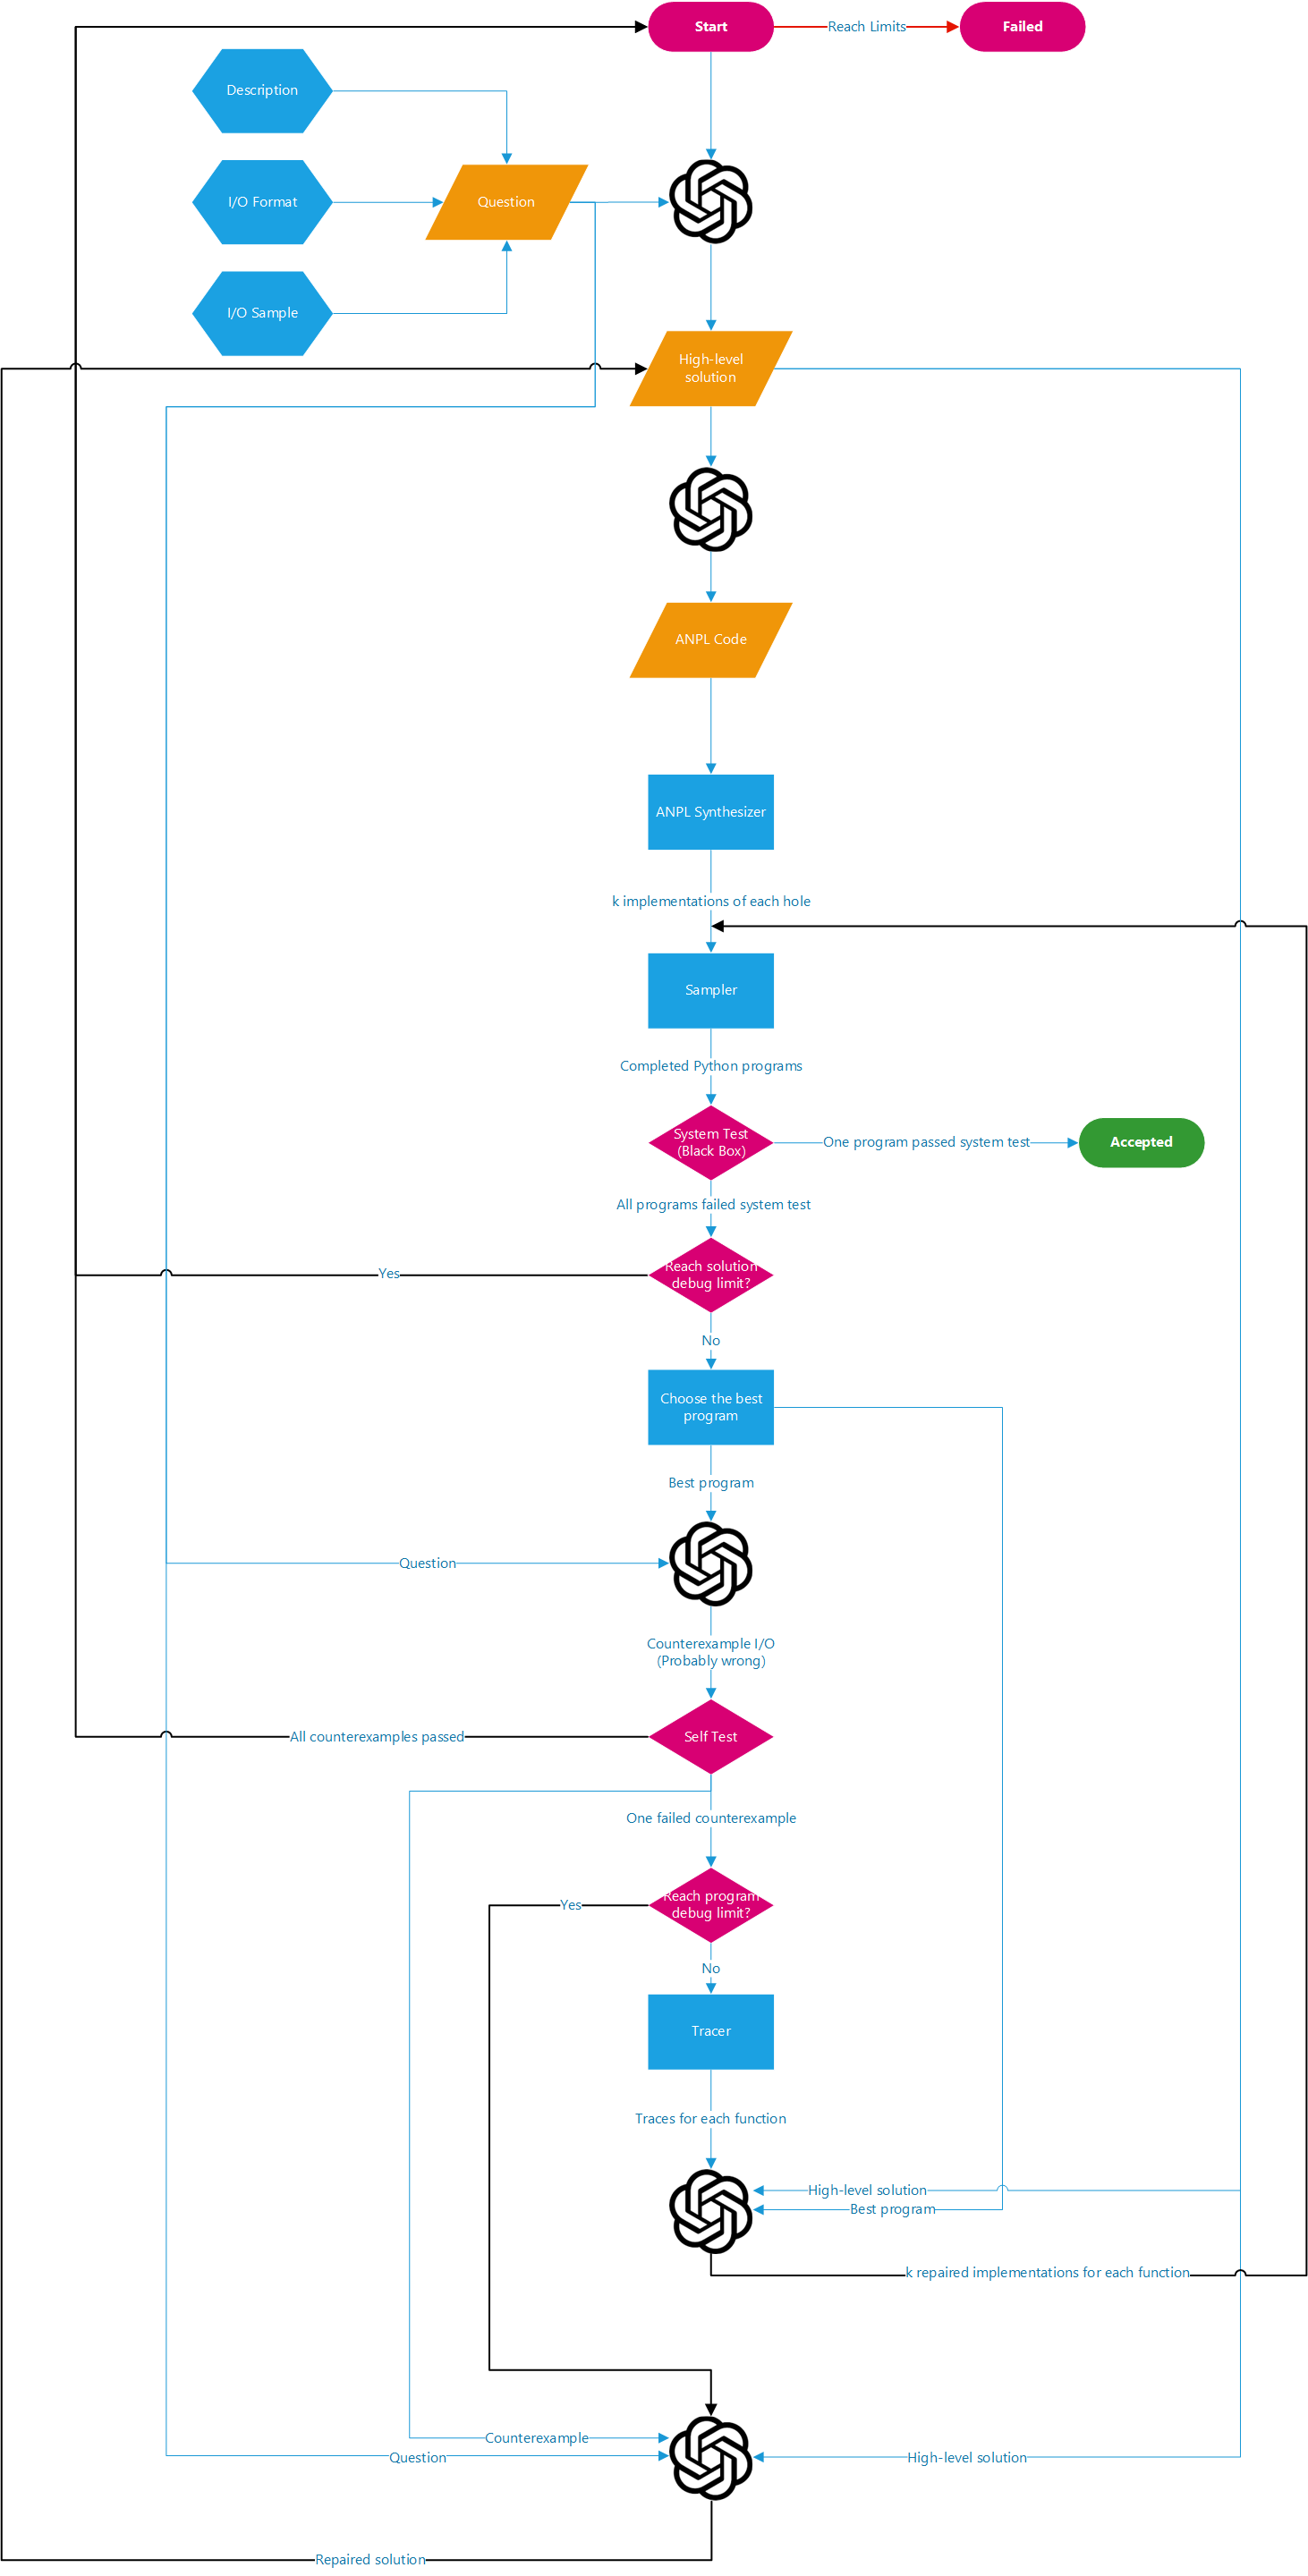 Start
Reach Limits
Failed
Description
I/O Format
Question
I/O Sample
High-level
solution
ANPL Code
ANPL Synthesizer
k implementations of each hole
Sampler
Completed Python programs
System Test
(Black Box)
One program passed system test
Accepted
All programs failed system test
Reach solution
debug limit?
Yes
No
Choose the best
program
Best program
Question
Counterexample I/O
(Probably wrong)
Self Test
All counterexamples passed
One failed counterexample
Reach program
debug limit?
Yes
No
Tracer
Traces for each function
High-level solution
Best program
k repaired implementations for each function
Counterexample
Question
High-level solution
Repaired solution